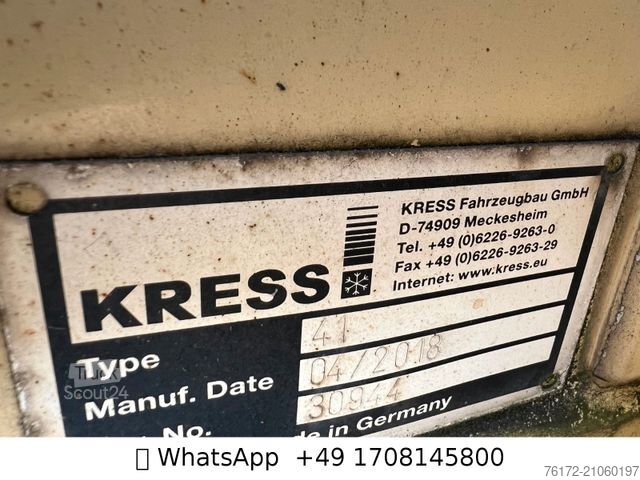 KRESS Fahrzeugbau GmbH
D-74909 Meckesheim
Tel. +49 (0)6226-9263-0
Fax +49 (0)6226-9263-29
Internet: www.kress.eu
KRESS
Type 41
Manuf. Date 04/2018
No. 30944
in Germany
Scout24
WhatsApp +49 1708145800
76172-21060197